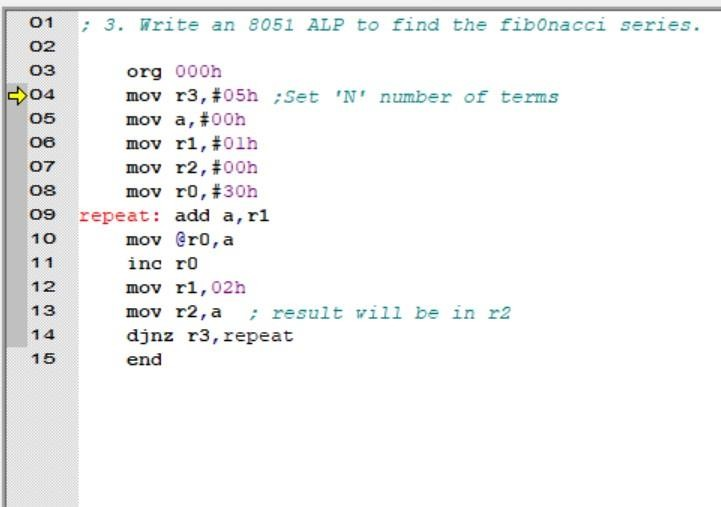 01 ; 3. Write an 8051 ALP to find the fib0nacci series.
02
03 org 000h
04 mov r3,#05h ;Set 'N' number of terms
05 mov a,#00h
06 mov r1,#01h
07 mov r2,#00h
08 mov r0,#30h
09 repeat: add a,r1
10 mov @r0,a
11 inc r0
12 mov r1,02h
13 mov r2,a ; result will be in r2
14 djnz r3,repeat
15 end